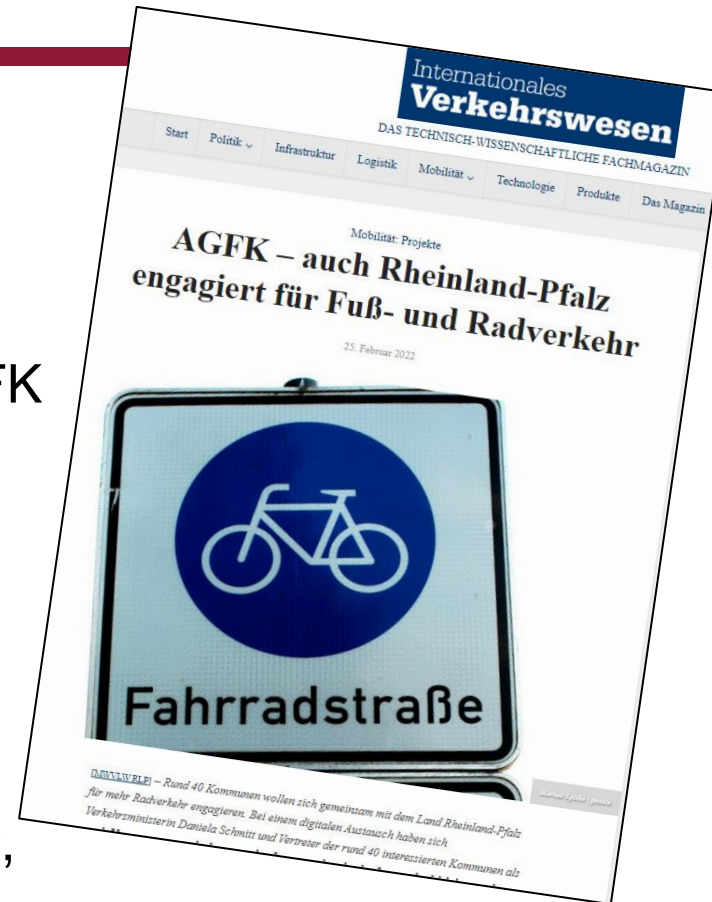 Internationales
Verkehrswesen
DAS TECHNISCH-WISSENSCHAFTLICHE FACHMAGAZIN
Start Politik Infrastruktur Logistik Mobilität Technologie Produkte Das Magazin
Mobilität: Projekte
AGFK – auch Rheinland-Pfalz
engagiert für Fuß- und Radverkehr
25. Februar 2022
FK
Fahrradstraße
[MWVLW RLP] – Rund 40 Kommunen wollen sich gemeinsam mit dem Land Rheinland-Pfalz
für mehr Radverkehr engagieren. Bei einem digitalen Austausch haben sich
Verkehrsministerin Daniela Schmitt und Vertreter der rund 40 interessierten Kommunen als
,